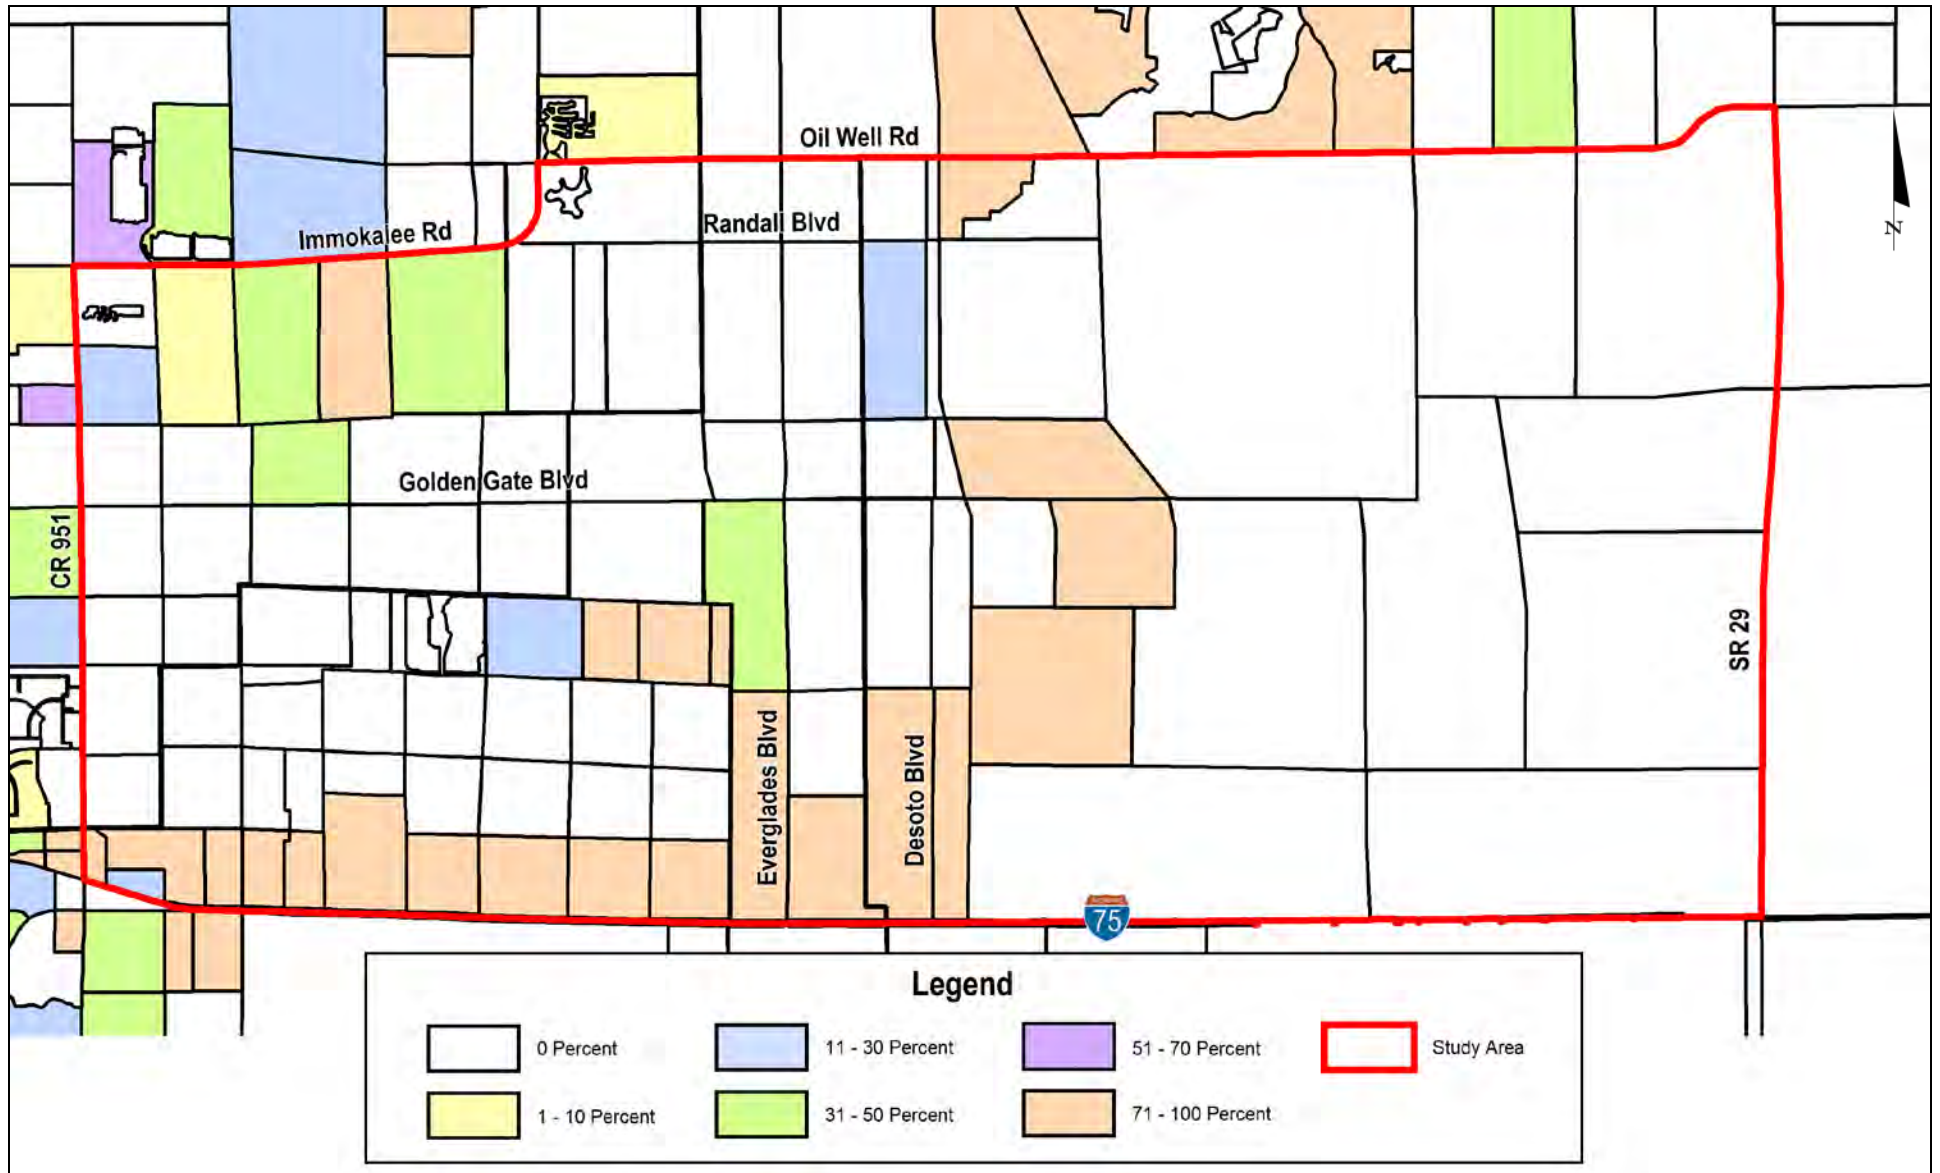 Oil Well Rd
Randall Blvd
Immokalee Rd
Golden Gate Blvd
CR 951
SR 29
Everglades Blvd
Desoto Blvd
75
N
Legend
0 Percent
11 - 30 Percent
51 - 70 Percent
Study Area
1 - 10 Percent
31 - 50 Percent
71 - 100 Percent